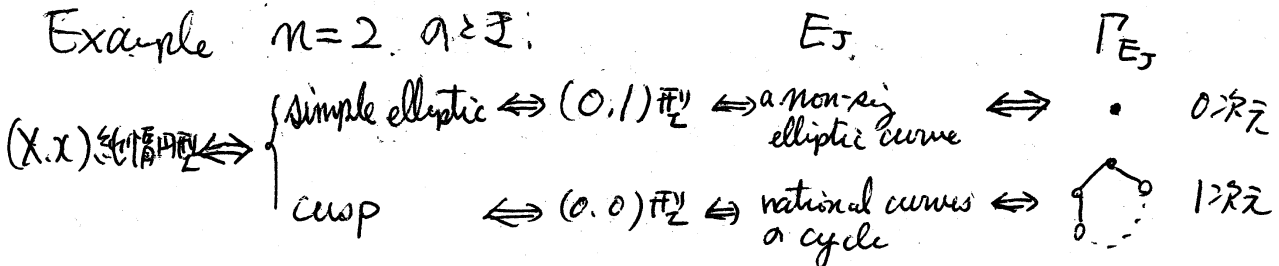 Example n=2 のとき: E_J Γ_{E_J}
simple elliptic ⇔ (0,1)型 ⇔ a non-sing elliptic curve ⇔ • 0次元
(X,x) 純楕円型 ⇔ {
cusp ⇔ (0,0)型 ⇔ rational curves の cycle ⇔ 1次元